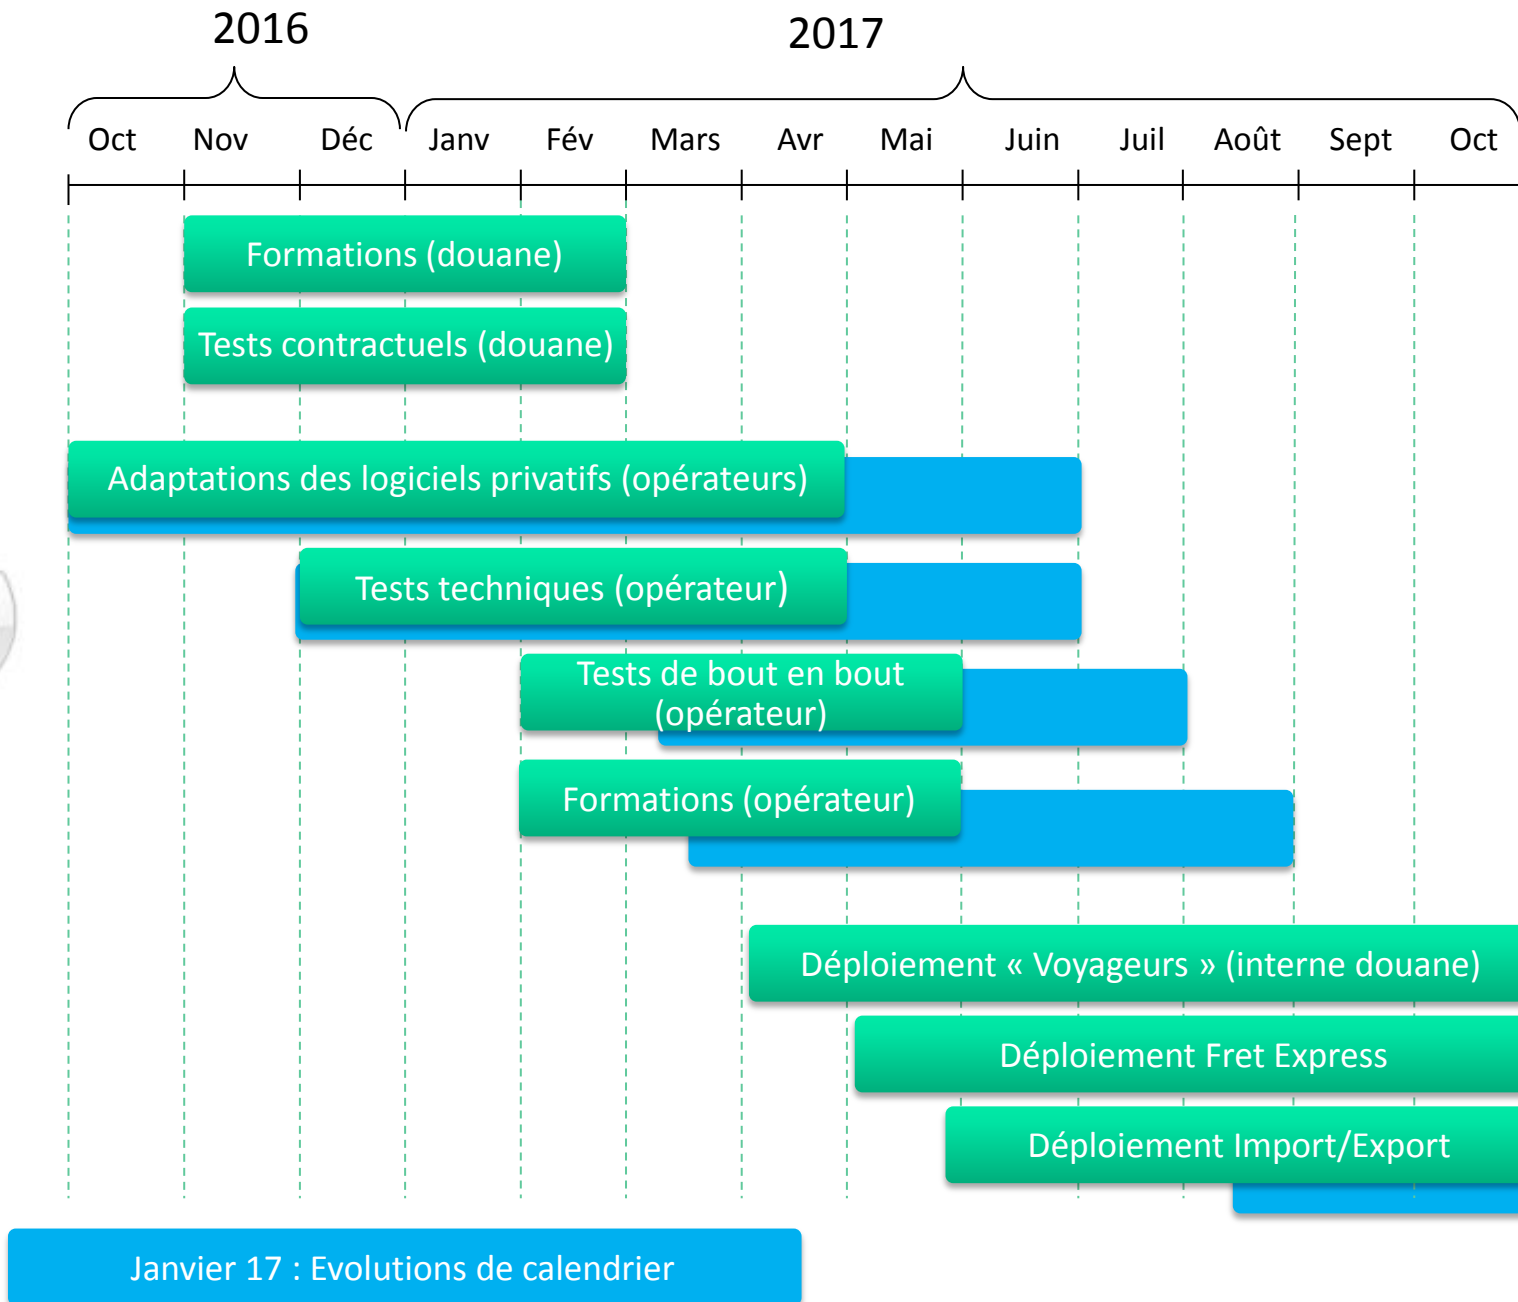 2016
2017
Oct Nov Déc Janv Fév Mars Avr Mai Juin Juil Août Sept Oct
Formations (douane)
Tests contractuels (douane)
Adaptations des logiciels privatifs (opérateurs)
Tests techniques (opérateur)
Tests de bout en bout
(opérateur)
Formations (opérateur)
Déploiement « Voyageurs » (interne douane)
Déploiement Fret Express
Déploiement Import/Export
Janvier 17 : Evolutions de calendrier